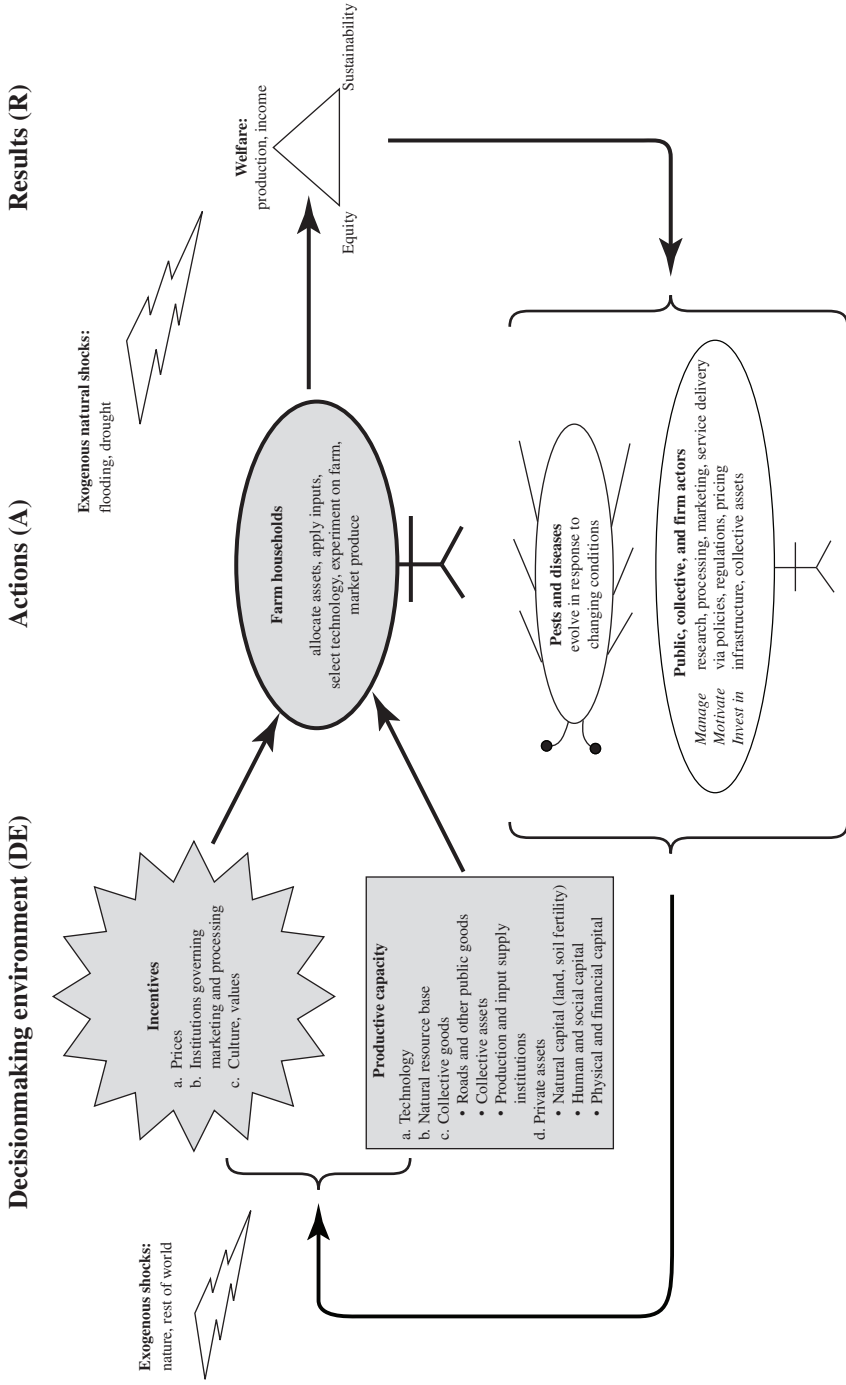 Decisionmaking environment (DE)
Actions (A)
Results (R)
Exogenous shocks:
nature, rest of world
Incentives
a. Prices
b. Institutions governing
marketing and processing
c. Culture, values
Productive capacity
a. Technology
b. Natural resource base
c. Collective goods
• Roads and other public goods
• Collective assets
• Production and input supply
institutions
d. Private assets
• Natural capital (land, soil fertility)
• Human and social capital
• Physical and financial capital
Exogenous natural shocks:
flooding, drought
Farm households
allocate assets, apply inputs,
select technology, experiment on farm,
market produce
Pests and diseases
evolve in response to
changing conditions
Public, collective, and firm actors
Manage research, processing, marketing, service delivery
Motivate via policies, regulations, pricing
Invest in infrastructure, collective assets
Welfare:
production, income
Equity
Sustainability